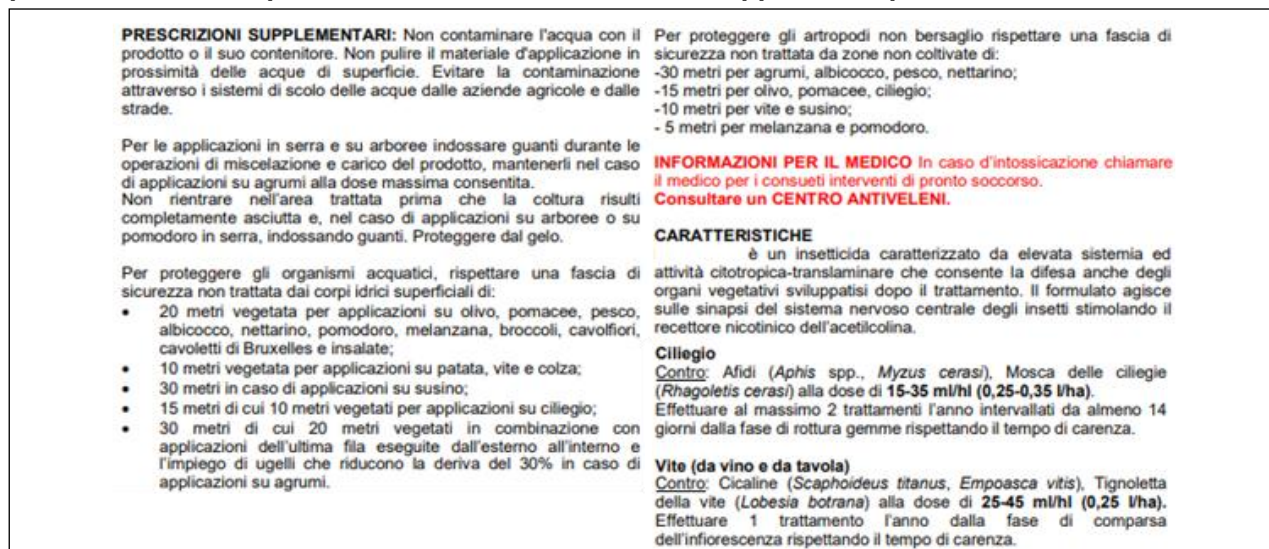 PRESCRIZIONI SUPPLEMENTARI: Non contaminare l'acqua con il
prodotto o il suo contenitore. Non pulire il materiale d'applicazione in
prossimità delle acque di superficie. Evitare la contaminazione
attraverso i sistemi di scolo delle acque dalle aziende agricole e dalle
strade.
Per le applicazioni in serra e su arboree indossare guanti durante le
operazioni di miscelazione e carico del prodotto, mantenerli nel caso
di applicazioni su agrumi alla dose massima consentita.
Non rientrare nell'area trattata prima che la coltura risulti
completamente asciutta e, nel caso di applicazioni su arboree o su
pomodoro in serra, indossando guanti. Proteggere dal gelo.
Per proteggere gli organismi acquatici, rispettare una fascia di
sicurezza non trattata dai corpi idrici superficiali di:
• 20 metri vegetata per applicazioni su olivo, pomacee, pesco,
albicocco, nettarino, pomodoro, melanzana, broccoli, cavolfiori,
cavoletti di Bruxelles e insalate;
• 10 metri vegetata per applicazioni su patata, vite e colza;
• 30 metri in caso di applicazioni su susino;
• 15 metri di cui 10 metri vegetati per applicazioni su ciliegio;
• 30 metri di cui 20 metri vegetati in combinazione con
applicazioni dell'ultima fila eseguite dall'esterno all'interno e
l'impiego di ugelli che riducono la deriva del 30% in caso di
applicazioni su agrumi.
Per proteggere gli artropodi non bersaglio rispettare una fascia di
sicurezza non trattata da zone non coltivate di:
-30 metri per agrumi, albicocco, pesco, nettarino;
-15 metri per olivo, pomacee, ciliegio;
-10 metri per vite e susino;
- 5 metri per melanzana e pomodoro.
INFORMAZIONI PER IL MEDICO In caso d'intossicazione chiamare
il medico per i consueti interventi di pronto soccorso.
Consultare un CENTRO ANTIVELENI.
CARATTERISTICHE
è un insetticida caratterizzato da elevata sistemia ed
attività citotropica-translaminare che consente la difesa anche degli
organi vegetativi sviluppatisi dopo il trattamento. Il formulato agisce
sulle sinapsi del sistema nervoso centrale degli insetti stimolando il
recettore nicotinico dell'acetilcolina.
Ciliegio
Contro: Afidi (Aphis spp., Myzus cerasi), Mosca delle ciliegie
(Rhagoletis cerasi) alla dose di 15-35 ml/hl (0,25-0,35 l/ha).
Effettuare al massimo 2 trattamenti l'anno intervallati da almeno 14
giorni dalla fase di rottura gemme rispettando il tempo di carenza.
Vite (da vino e da tavola)
Contro: Cicaline (Scaphoideus titanus, Empoasca vitis), Tignoletta
della vite (Lobesia botrana) alla dose di 25-45 ml/hl (0,25 l/ha).
Effettuare 1 trattamento l'anno dalla fase di comparsa
dell'infiorescenza rispettando il tempo di carenza.